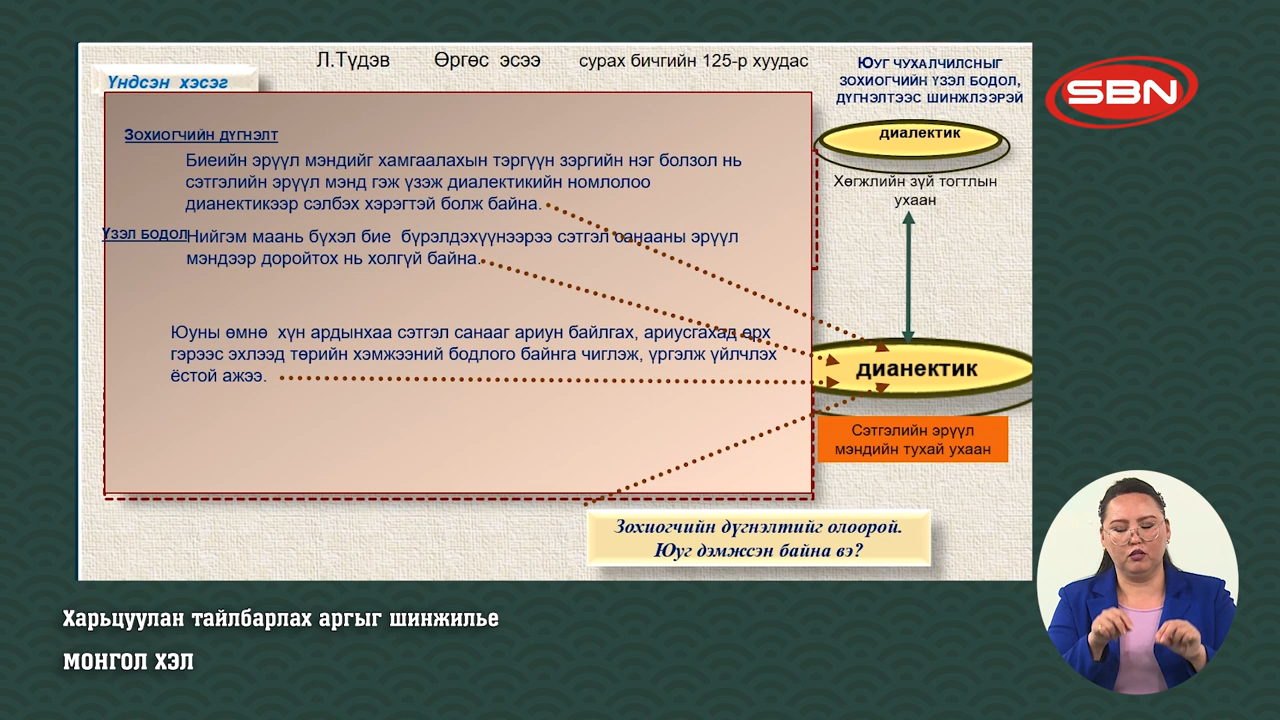 Л.Түдэв Өргөс эсээ сурах бичгийн 125-р хуудас
Үндсэн хэсэг
ЮУГ ЧУХАЛЧИЛСНЫГ
ЗОХИОГЧИЙН ҮЗЭЛ БОДОЛ,
ДҮГНЭЛТЭЭС ШИНЖЛЭЭРЭЙ
SBN
ЗОХИОГЧИЙН ДҮГНЭЛТ
Биеийн эрүүл мэндийг хамгаалахын тэргүүн зэргийн нэг болзол нь
сэтгэлийн эрүүл мэнд гэж үзэж диалектикийн номлолоо
дианектикээр сэлбэх хэрэгтэй болж байна.
ҮЗЭЛ БОДОЛ
Нийгэм маань бүхэл бие бүрэлдэхүүнээрээ сэтгэл санааны эрүүл
мэндээр доройтох нь холгүй байна.
Юуны өмнө хүн ардынхаа сэтгэл санааг ариун байлгах, ариусгахад өрх
гэрээс эхлээд төрийн хэмжээний бодлого байнга чиглэж, үргэлж үйлчлэх
ёстой ажээ.
диалектик
Хөгжлийн зүй тогтлын
ухаан
дианектик
Сэтгэлийн эрүүл
мэндийн тухай ухаан
Зохиогчийн дүгнэлтийг олоорой.
Юуг дэмжсэн байна вэ?
Харьцуулан тайлбарлах аргыг шинжилье
МОНГОЛ ХЭЛ